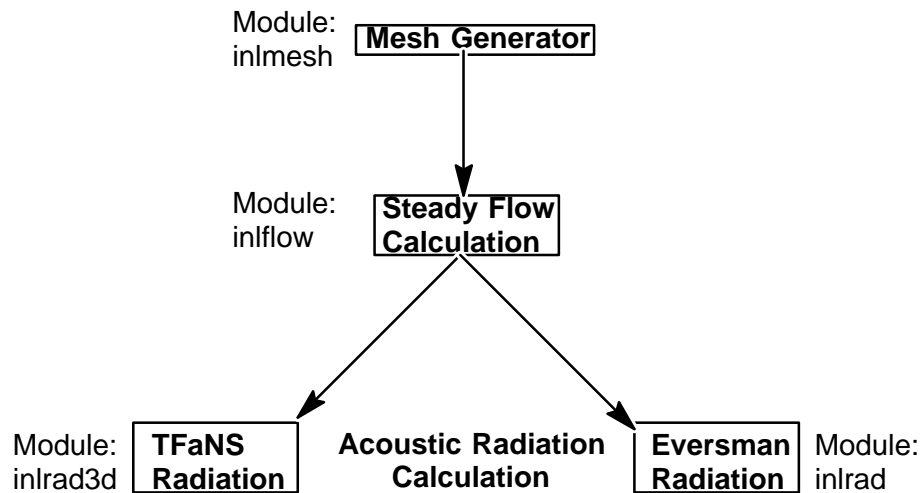 Module:
inlmesh
Mesh Generator
Module:
inlflow
Steady Flow
Calculation
Module:
inlrad3d
TFaNS
Radiation
Acoustic Radiation
Calculation
Eversman
Radiation
Module:
inlrad